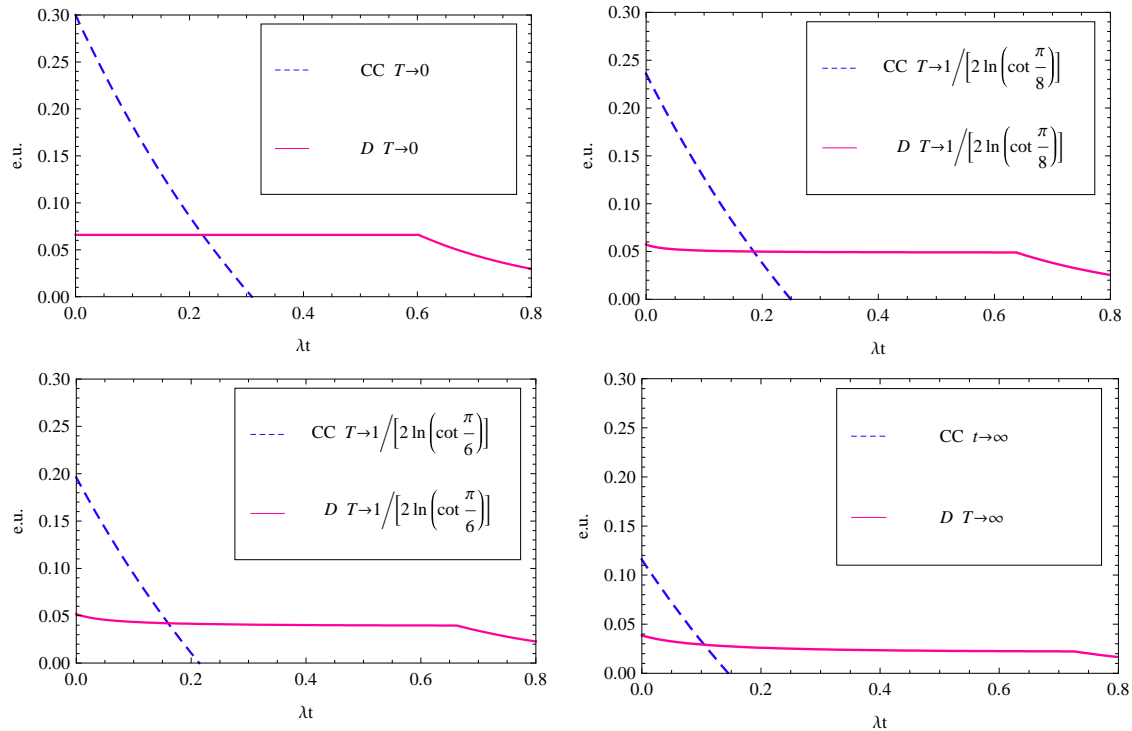 0.30
0.25
0.20
0.15
0.10
0.05
0.00
e.u.
0.0 0.2 0.4 0.6 0.8
λt
CC T→0
D T→0
0.30
0.25
0.20
0.15
0.10
0.05
0.00
e.u.
0.0 0.2 0.4 0.6 0.8
λt
CC T→1/[2 ln(cot π/8)]
D T→1/[2 ln(cot π/8)]
0.30
0.25
0.20
0.15
0.10
0.05
0.00
e.u.
0.0 0.2 0.4 0.6 0.8
λt
CC T→1/[2 ln(cot π/6)]
D T→1/[2 ln(cot π/6)]
0.30
0.25
0.20
0.15
0.10
0.05
0.00
e.u.
0.0 0.2 0.4 0.6 0.8
λt
CC t→∞
D T→∞